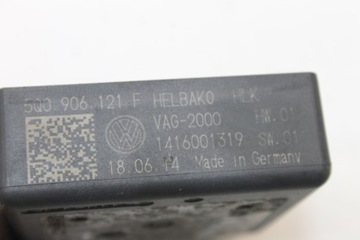 5Q0 906 121 F HELBAKO HLK
VAG-2000 HW.01
1416001319 SW.01
18.06.14 Made in Germany